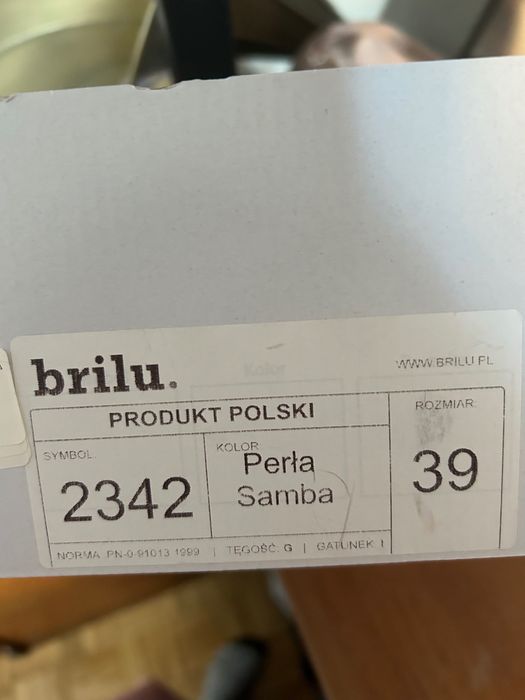 brilu.
WWW.BRILU.PL
PRODUKT POLSKI
ROZMIAR:
SYMBOL:
2342
KOLOR
Perła
Samba
39
NORMA PN-0-91013 1999 | TĘGOŚĆ: G | GATUNEK I